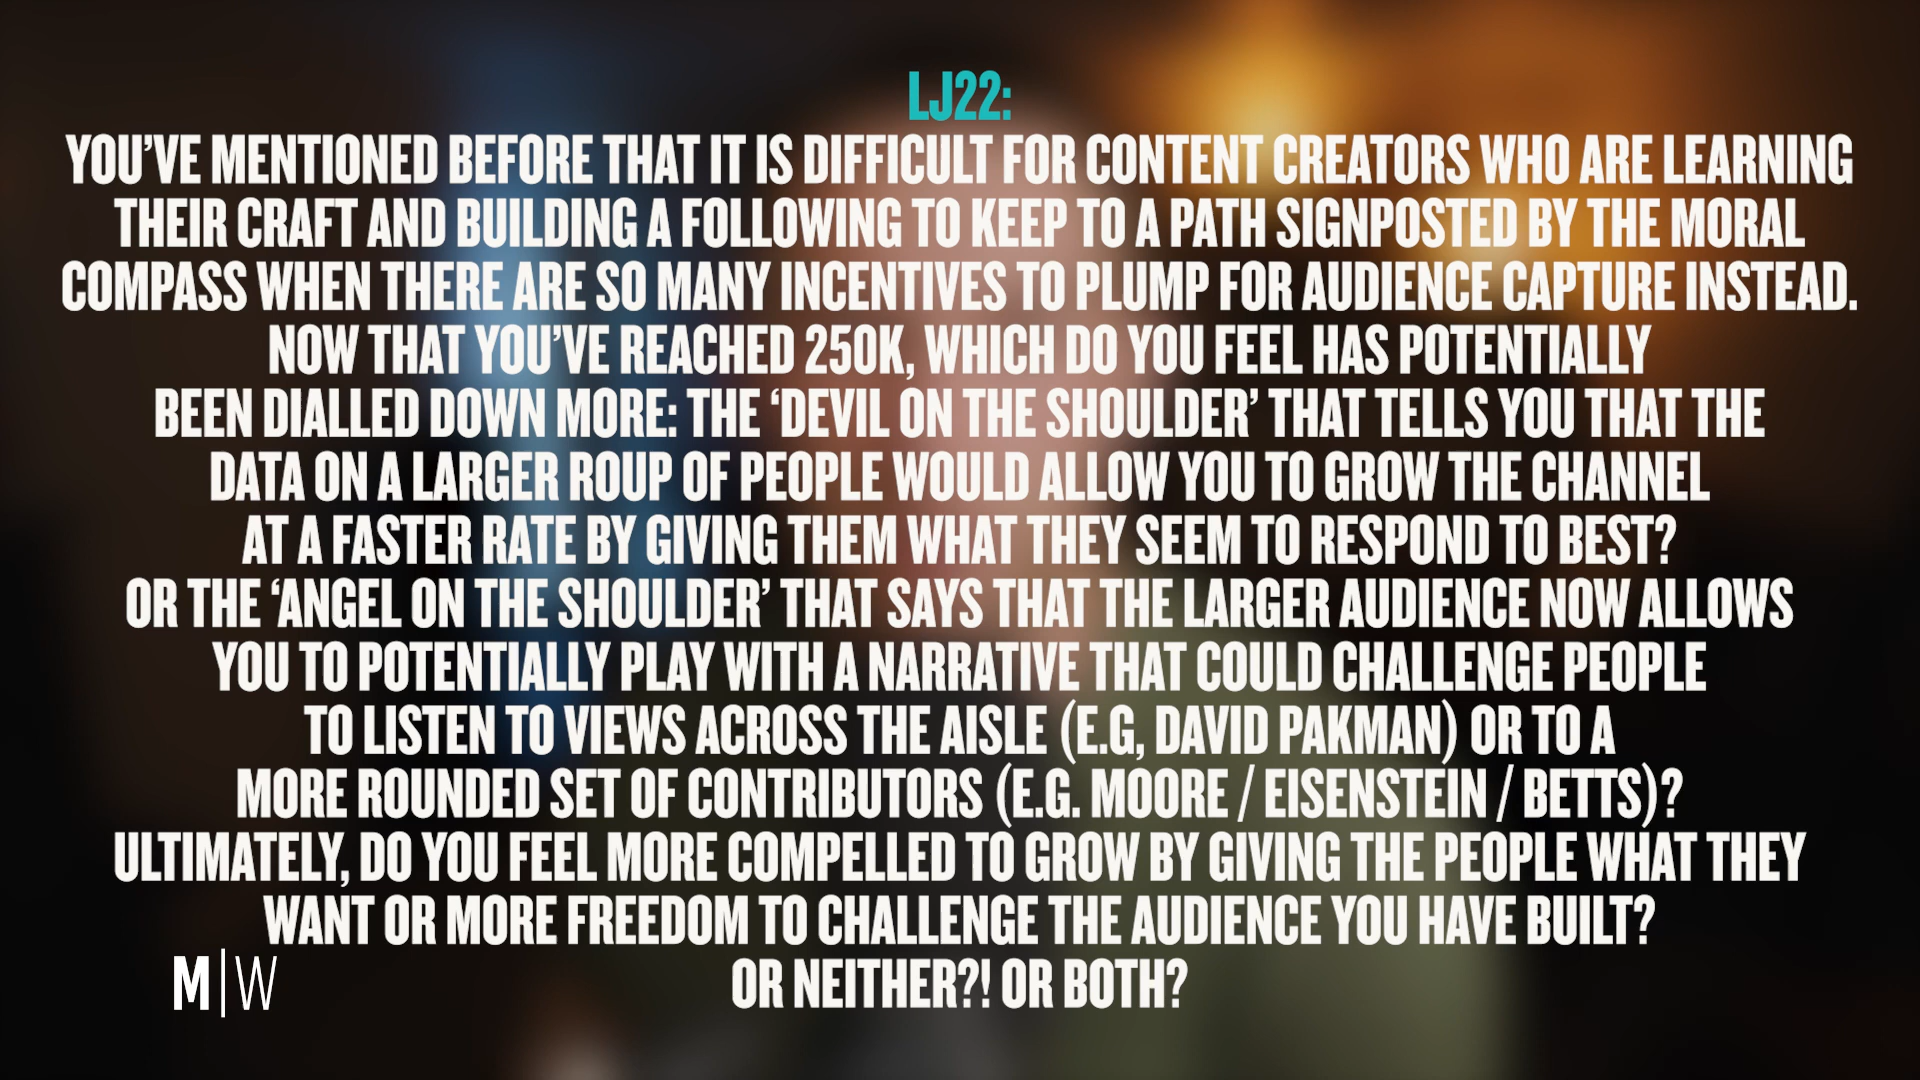 LJ22:
YOU'VE MENTIONED BEFORE THAT IT IS DIFFICULT FOR CONTENT CREATORS WHO ARE LEARNING
THEIR CRAFT AND BUILDING A FOLLOWING TO KEEP TO A PATH SIGNPOSTED BY THE MORAL
COMPASS WHEN THERE ARE SO MANY INCENTIVES TO PLUMP FOR AUDIENCE CAPTURE INSTEAD.
NOW THAT YOU'VE REACHED 250K, WHICH DO YOU FEEL HAS POTENTIALLY
BEEN DIALLED DOWN MORE: THE ‘DEVIL ON THE SHOULDER’ THAT TELLS YOU THAT THE
DATA ON A LARGER ROUP OF PEOPLE WOULD ALLOW YOU TO GROW THE CHANNEL
AT A FASTER RATE BY GIVING THEM WHAT THEY SEEM TO RESPOND TO BEST?
OR THE ‘ANGEL ON THE SHOULDER’ THAT SAYS THAT THE LARGER AUDIENCE NOW ALLOWS
YOU TO POTENTIALLY PLAY WITH A NARRATIVE THAT COULD CHALLENGE PEOPLE
TO LISTEN TO VIEWS ACROSS THE AISLE (E.G, DAVID PAKMAN) OR TO A
MORE ROUNDED SET OF CONTRIBUTORS (E.G. MOORE / EISENSTEIN / BETTS)?
ULTIMATELY, DO YOU FEEL MORE COMPELLED TO GROW BY GIVING THE PEOPLE WHAT THEY
WANT OR MORE FREEDOM TO CHALLENGE THE AUDIENCE YOU HAVE BUILT?
OR NEITHER?! OR BOTH?
M|W